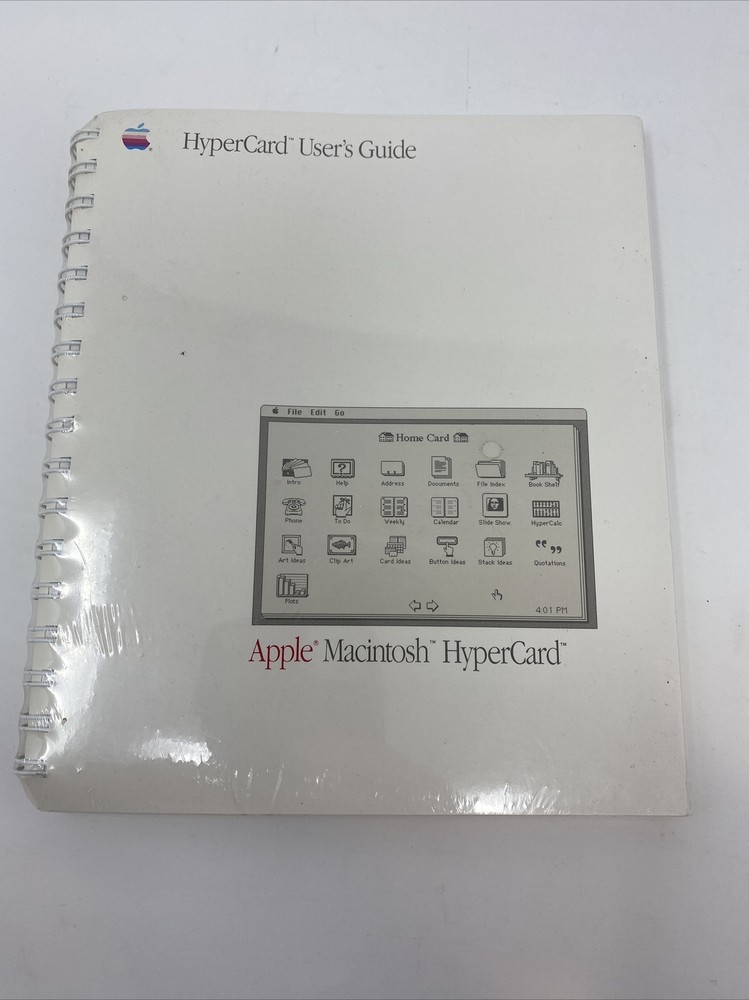 HyperCard™ User's Guide
File Edit Go
Home Card
Intro Help Address Documents File Index Book Shelf
Phone To Do Weekly Calendar Slide Show HyperCalc
Art Ideas Clip Art Card Ideas Button Ideas Stack Ideas Quotations
Plots
4:01 PM
Apple® Macintosh™ HyperCard™